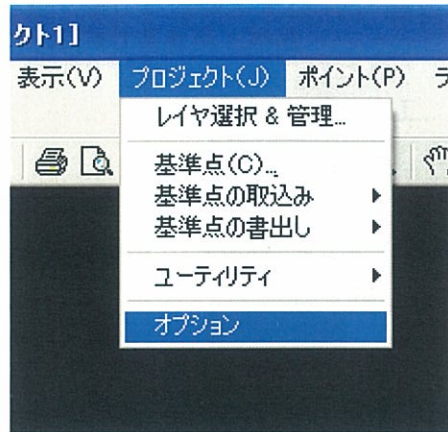 クト1]
表示(V) プロジェクト(J) ポイント(P)
レイヤ選択 & 管理...
基準点(C)...
基準点の取込み
基準点の書出し
ユーティリティ
オプション